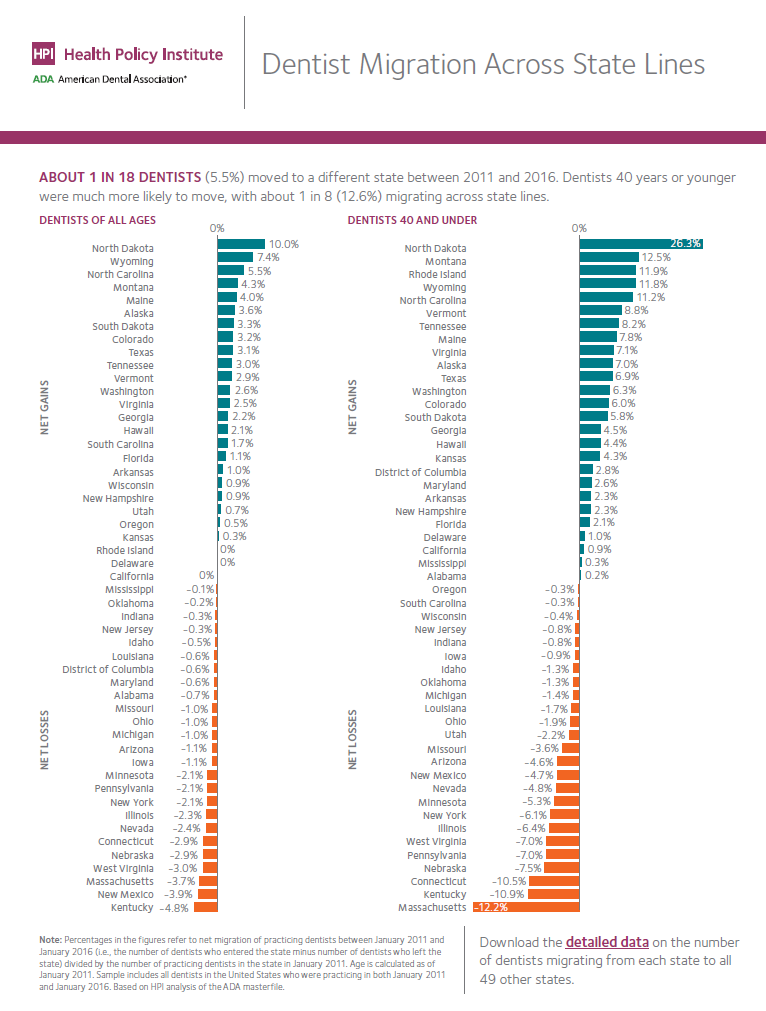 HPI Health Policy Institute
ADA American Dental Association*
Dentist Migration Across State Lines
ABOUT 1 IN 18 DENTISTS (5.5%) moved to a different state between 2011 and 2016. Dentists 40 years or younger
were much more likely to move, with about 1 in 8 (12.6%) migrating across state lines.
DENTISTS OF ALL AGES
0%
NET GAINS
North Dakota 10.0%
Wyoming 7.4%
North Carolina 5.5%
Montana 4.3%
Maine 4.0%
Alaska 3.6%
South Dakota 3.3%
Colorado 3.2%
Texas 3.1%
Tennessee 3.0%
Vermont 2.9%
Washington 2.6%
Virginia 2.5%
Georgia 2.2%
Hawaii 2.1%
South Carolina 1.7%
Florida 1.1%
Arkansas 1.0%
Wisconsin 0.9%
New Hampshire 0.9%
Utah 0.7%
Oregon 0.5%
Kansas 0.3%
Rhode Island 0%
Delaware 0%
California 0%
NET LOSSES
Mississippi −0.1%
Oklahoma −0.2%
Indiana −0.3%
New Jersey −0.3%
Idaho −0.5%
Louisiana −0.6%
District of Columbia −0.6%
Maryland −0.6%
Alabama −0.7%
Missouri −1.0%
Ohio −1.0%
Michigan −1.0%
Arizona −1.1%
Iowa −1.1%
Minnesota −2.1%
Pennsylvania −2.1%
New York −2.1%
Illinois −2.3%
Nevada −2.4%
Connecticut −2.9%
Nebraska −2.9%
West Virginia −3.0%
Massachusetts −3.7%
New Mexico −3.9%
Kentucky −4.8%
DENTISTS 40 AND UNDER
0%
NET GAINS
North Dakota 26.3%
Montana 12.5%
Rhode Island 11.9%
Wyoming 11.8%
North Carolina 11.2%
Vermont 8.8%
Tennessee 8.2%
Maine 7.8%
Virginia 7.1%
Alaska 7.0%
Texas 6.9%
Washington 6.3%
Colorado 6.0%
South Dakota 5.8%
Georgia 4.5%
Hawaii 4.4%
Kansas 4.3%
District of Columbia 2.8%
Maryland 2.6%
Arkansas 2.3%
New Hampshire 2.3%
Florida 2.1%
Delaware 1.0%
California 0.9%
Mississippi 0.3%
Alabama 0.2%
NET LOSSES
Oregon −0.3%
South Carolina −0.3%
Wisconsin −0.4%
New Jersey −0.8%
Indiana −0.8%
Iowa −0.9%
Idaho −1.3%
Oklahoma −1.3%
Michigan −1.4%
Louisiana −1.7%
Ohio −1.9%
Utah −2.2%
Missouri −3.6%
Arizona −4.6%
New Mexico −4.7%
Nevada −4.8%
Minnesota −5.3%
New York −6.1%
Illinois −6.4%
West Virginia −7.0%
Pennsylvania −7.0%
Nebraska −7.5%
Connecticut −10.5%
Kentucky −10.9%
Massachusetts −12.2%
Note: Percentages in the figures refer to net migration of practicing dentists between January 2011 and
January 2016 (i.e., the number of dentists who entered the state minus number of dentists who left the
state) divided by the number of practicing dentists in the state in January 2011. Age is calculated as of
January 2011. Sample includes all dentists in the United States who were practicing in both January 2011
and January 2016. Based on HPI analysis of the ADA masterfile.
Download the detailed data on the number
of dentists migrating from each state to all
49 other states.